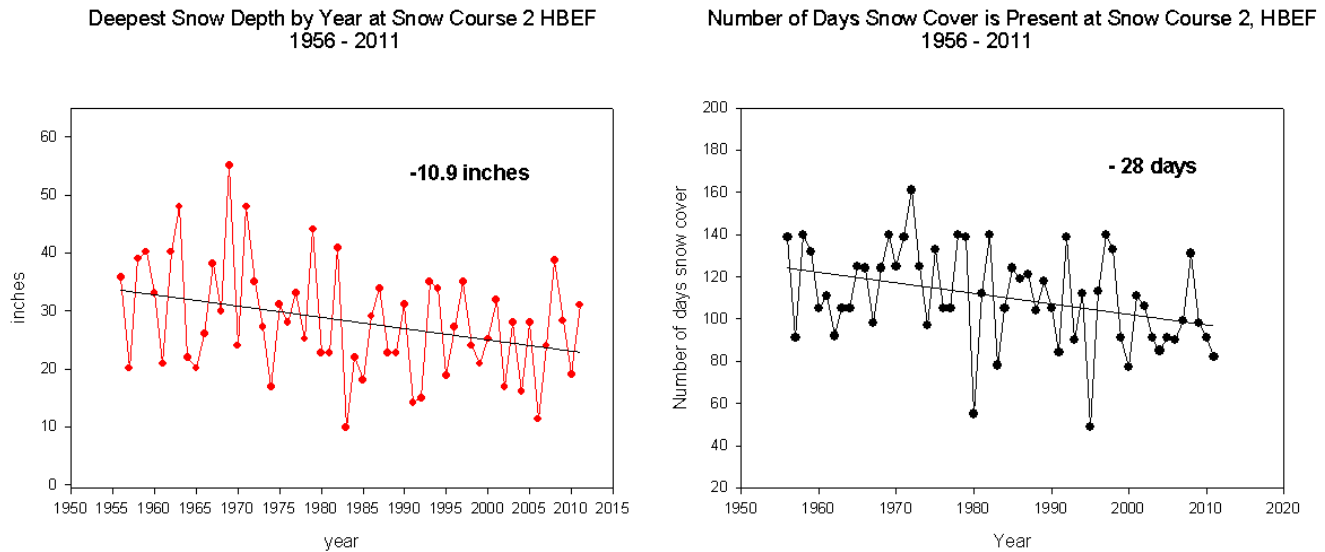 Deepest Snow Depth by Year at Snow Course 2 HBEF
1956 - 2011
-10.9 inches
inches
60
50
40
30
20
10
0
1950 1955 1960 1965 1970 1975 1980 1985 1990 1995 2000 2005 2010 2015
year
Number of Days Snow Cover is Present at Snow Course 2, HBEF
1956 - 2011
- 28 days
Number of days snow cover
200
180
160
140
120
100
80
60
40
20
1950 1960 1970 1980 1990 2000 2010 2020
Year